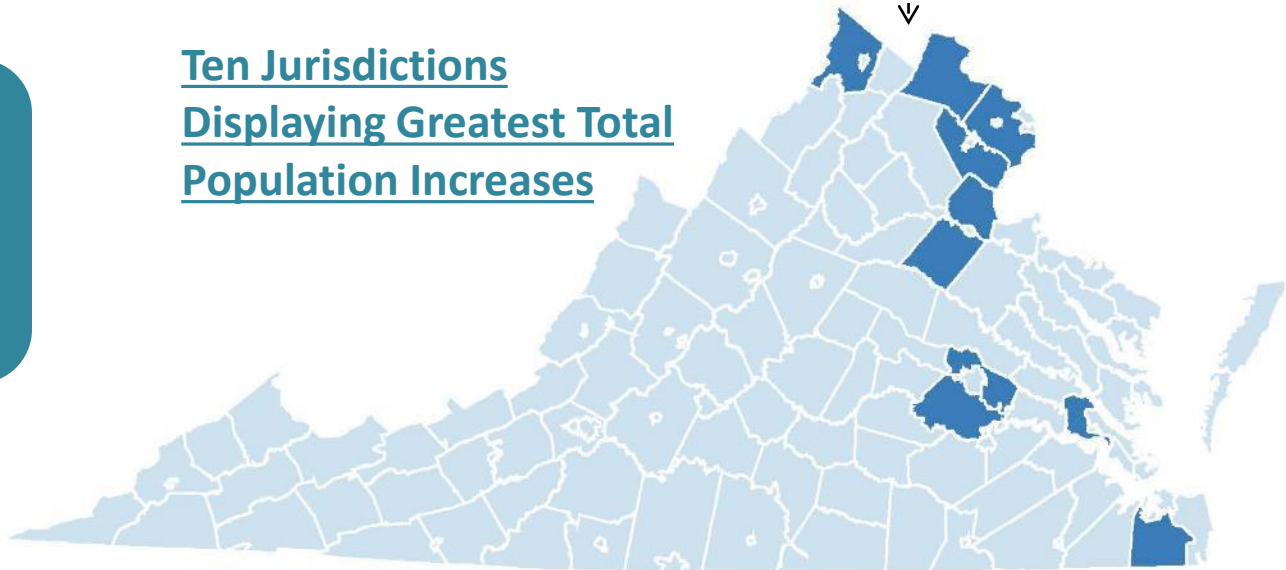 Ten Jurisdictions
Displaying Greatest Total
Population Increases